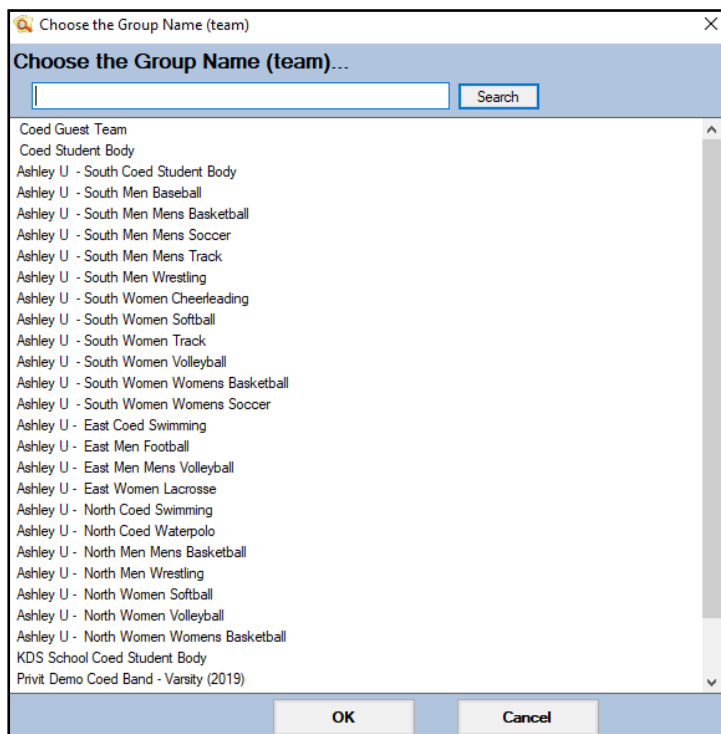 Choose the Group Name (team)
Choose the Group Name (team)...
Search
Coed Guest Team
Coed Student Body
Ashley U - South Coed Student Body
Ashley U - South Men Baseball
Ashley U - South Men Mens Basketball
Ashley U - South Men Mens Soccer
Ashley U - South Men Mens Track
Ashley U - South Men Wrestling
Ashley U - South Women Cheerleading
Ashley U - South Women Softball
Ashley U - South Women Track
Ashley U - South Women Volleyball
Ashley U - South Women Womens Basketball
Ashley U - South Women Womens Soccer
Ashley U - East Coed Swimming
Ashley U - East Men Football
Ashley U - East Men Mens Volleyball
Ashley U - East Women Lacrosse
Ashley U - North Coed Swimming
Ashley U - North Coed Waterpolo
Ashley U - North Men Mens Basketball
Ashley U - North Men Wrestling
Ashley U - North Women Softball
Ashley U - North Women Volleyball
Ashley U - North Women Womens Basketball
KDS School Coed Student Body
Privit Demo Coed Band - Varsity (2019)
OK Cancel